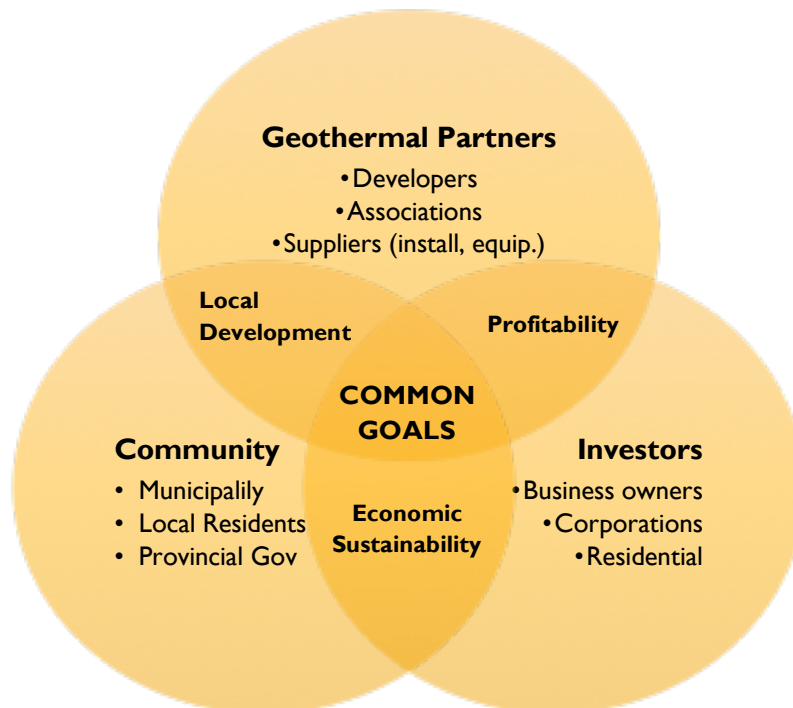 Geothermal Partners
•Developers
•Associations
•Suppliers (install, equip.)
Local
Development
Profitability
COMMON
GOALS
Community
• Municipalily
• Local Residents
• Provincial Gov
Investors
•Business owners
•Corporations
•Residential
Economic
Sustainability